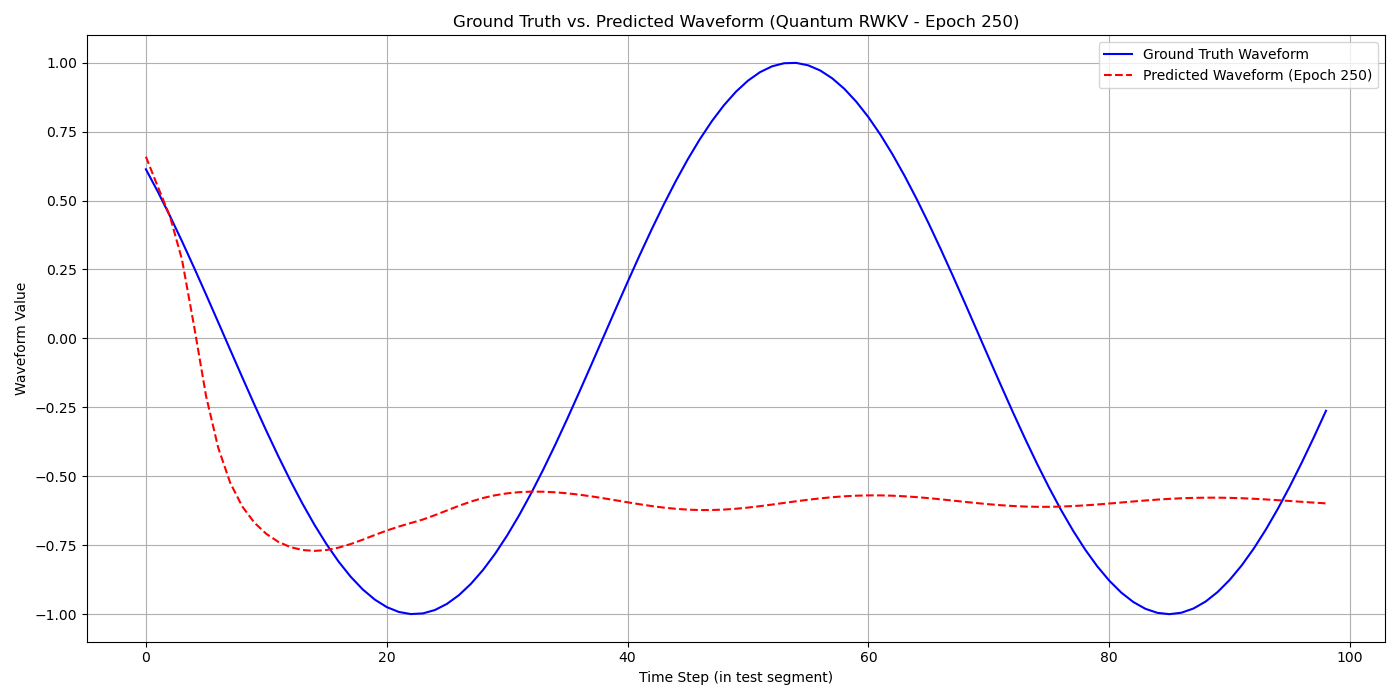 Ground Truth vs. Predicted Waveform (Quantum RWKV - Epoch 250)
Ground Truth Waveform
Predicted Waveform (Epoch 250)
Waveform Value
1.00
0.75
0.50
0.25
0.00
−0.25
−0.50
−0.75
−1.00
0 20 40 60 80 100
Time Step (in test segment)